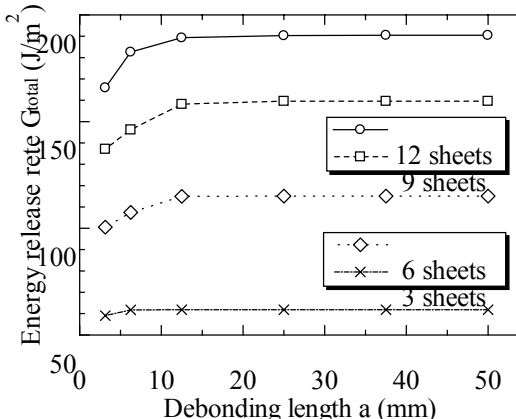 Energy release rete Gtotal (J/m2)
200
150
100
50
12 sheets
9 sheets
6 sheets
3 sheets
0 10 20 30 40 50
Debonding length a (mm)